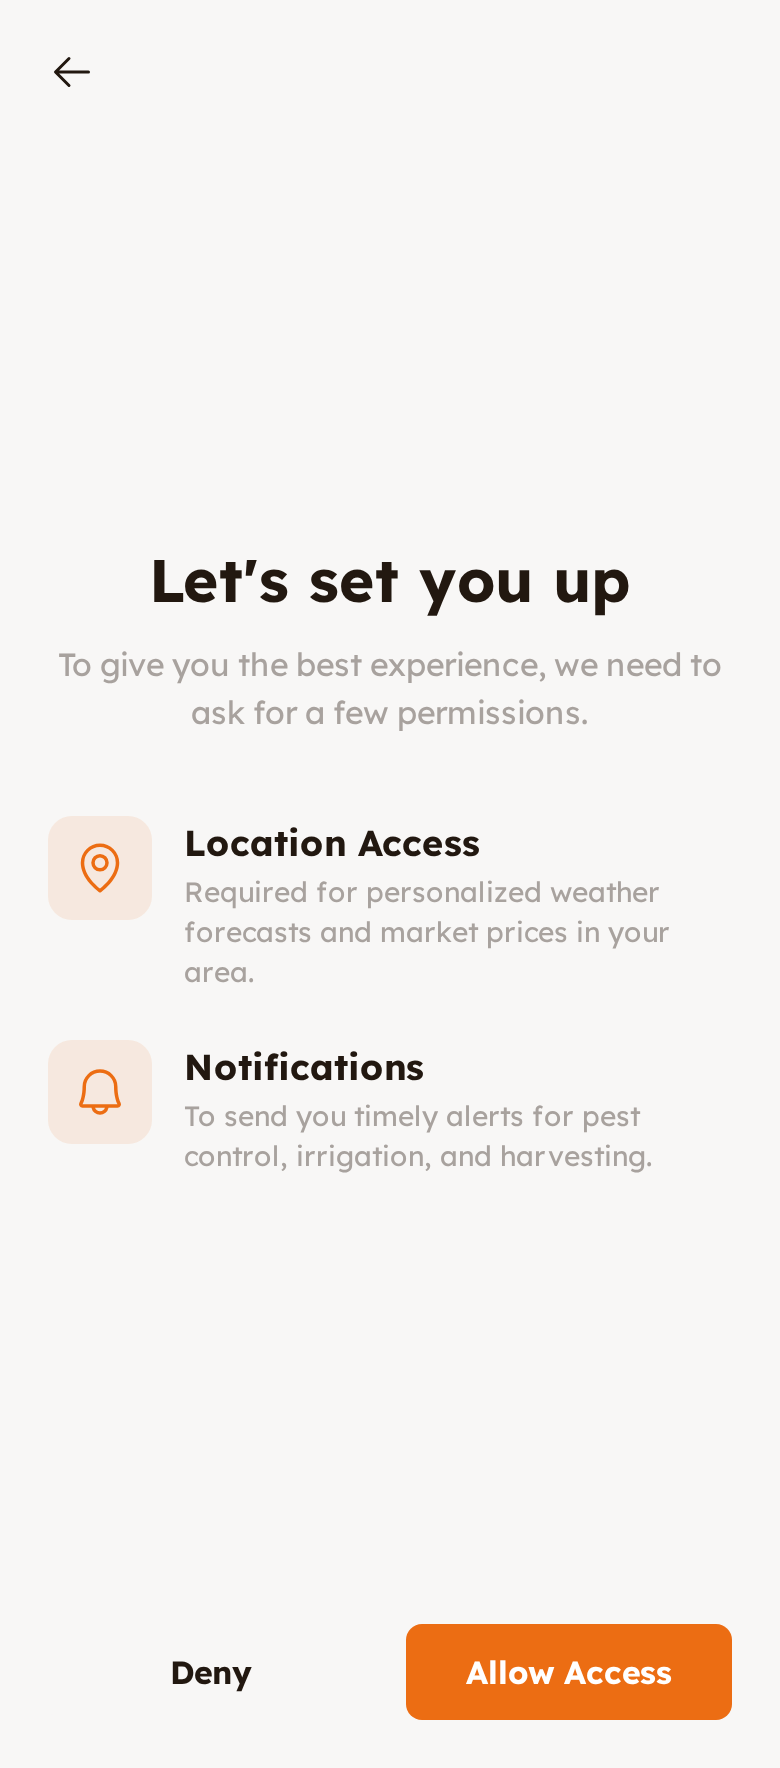 Let's set you up
To give you the best experience, we need to
ask for a few permissions.
Location Access
Required for personalized weather
forecasts and market prices in your
area.
Notifications
To send you timely alerts for pest
control, irrigation, and harvesting.
Deny
Allow Access